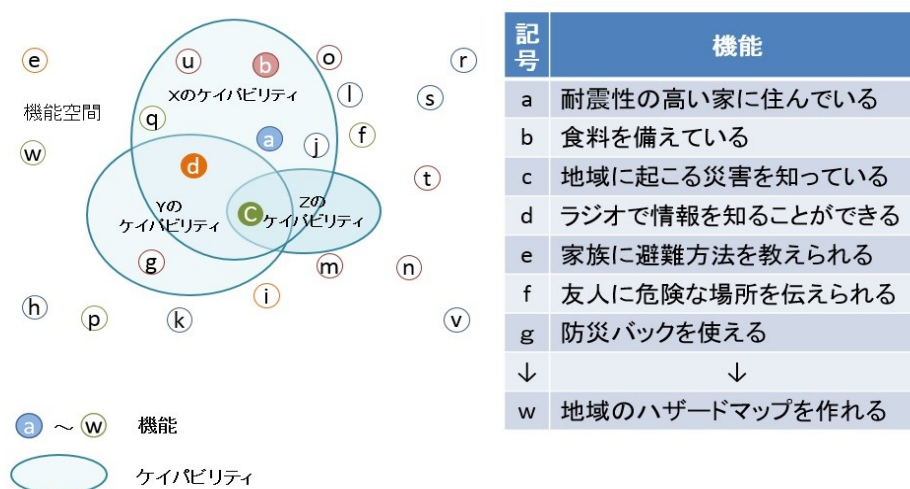 e
u
b
o
r
Xのケイパビリティ
l
s
機能空間
q
f
w
a
j
d
t
Yの
ケイパビリティ
c
Zの
ケイパビリティ
g
m
n
i
h
p
k
v
a ～ w 機能
ケイパビリティ
記号 機能
a 耐震性の高い家に住んでいる
b 食料を備えている
c 地域に起こる災害を知っている
d ラジオで情報を知ることができる
e 家族に避難方法を教えられる
f 友人に危険な場所を伝えられる
g 防災バックを使える
↓ ↓
w 地域のハザードマップを作れる